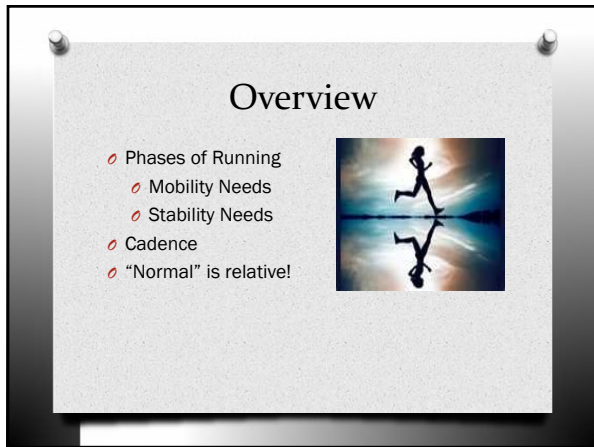 Overview
Phases of Running
Mobility Needs
Stability Needs
Cadence
“Normal” is relative!